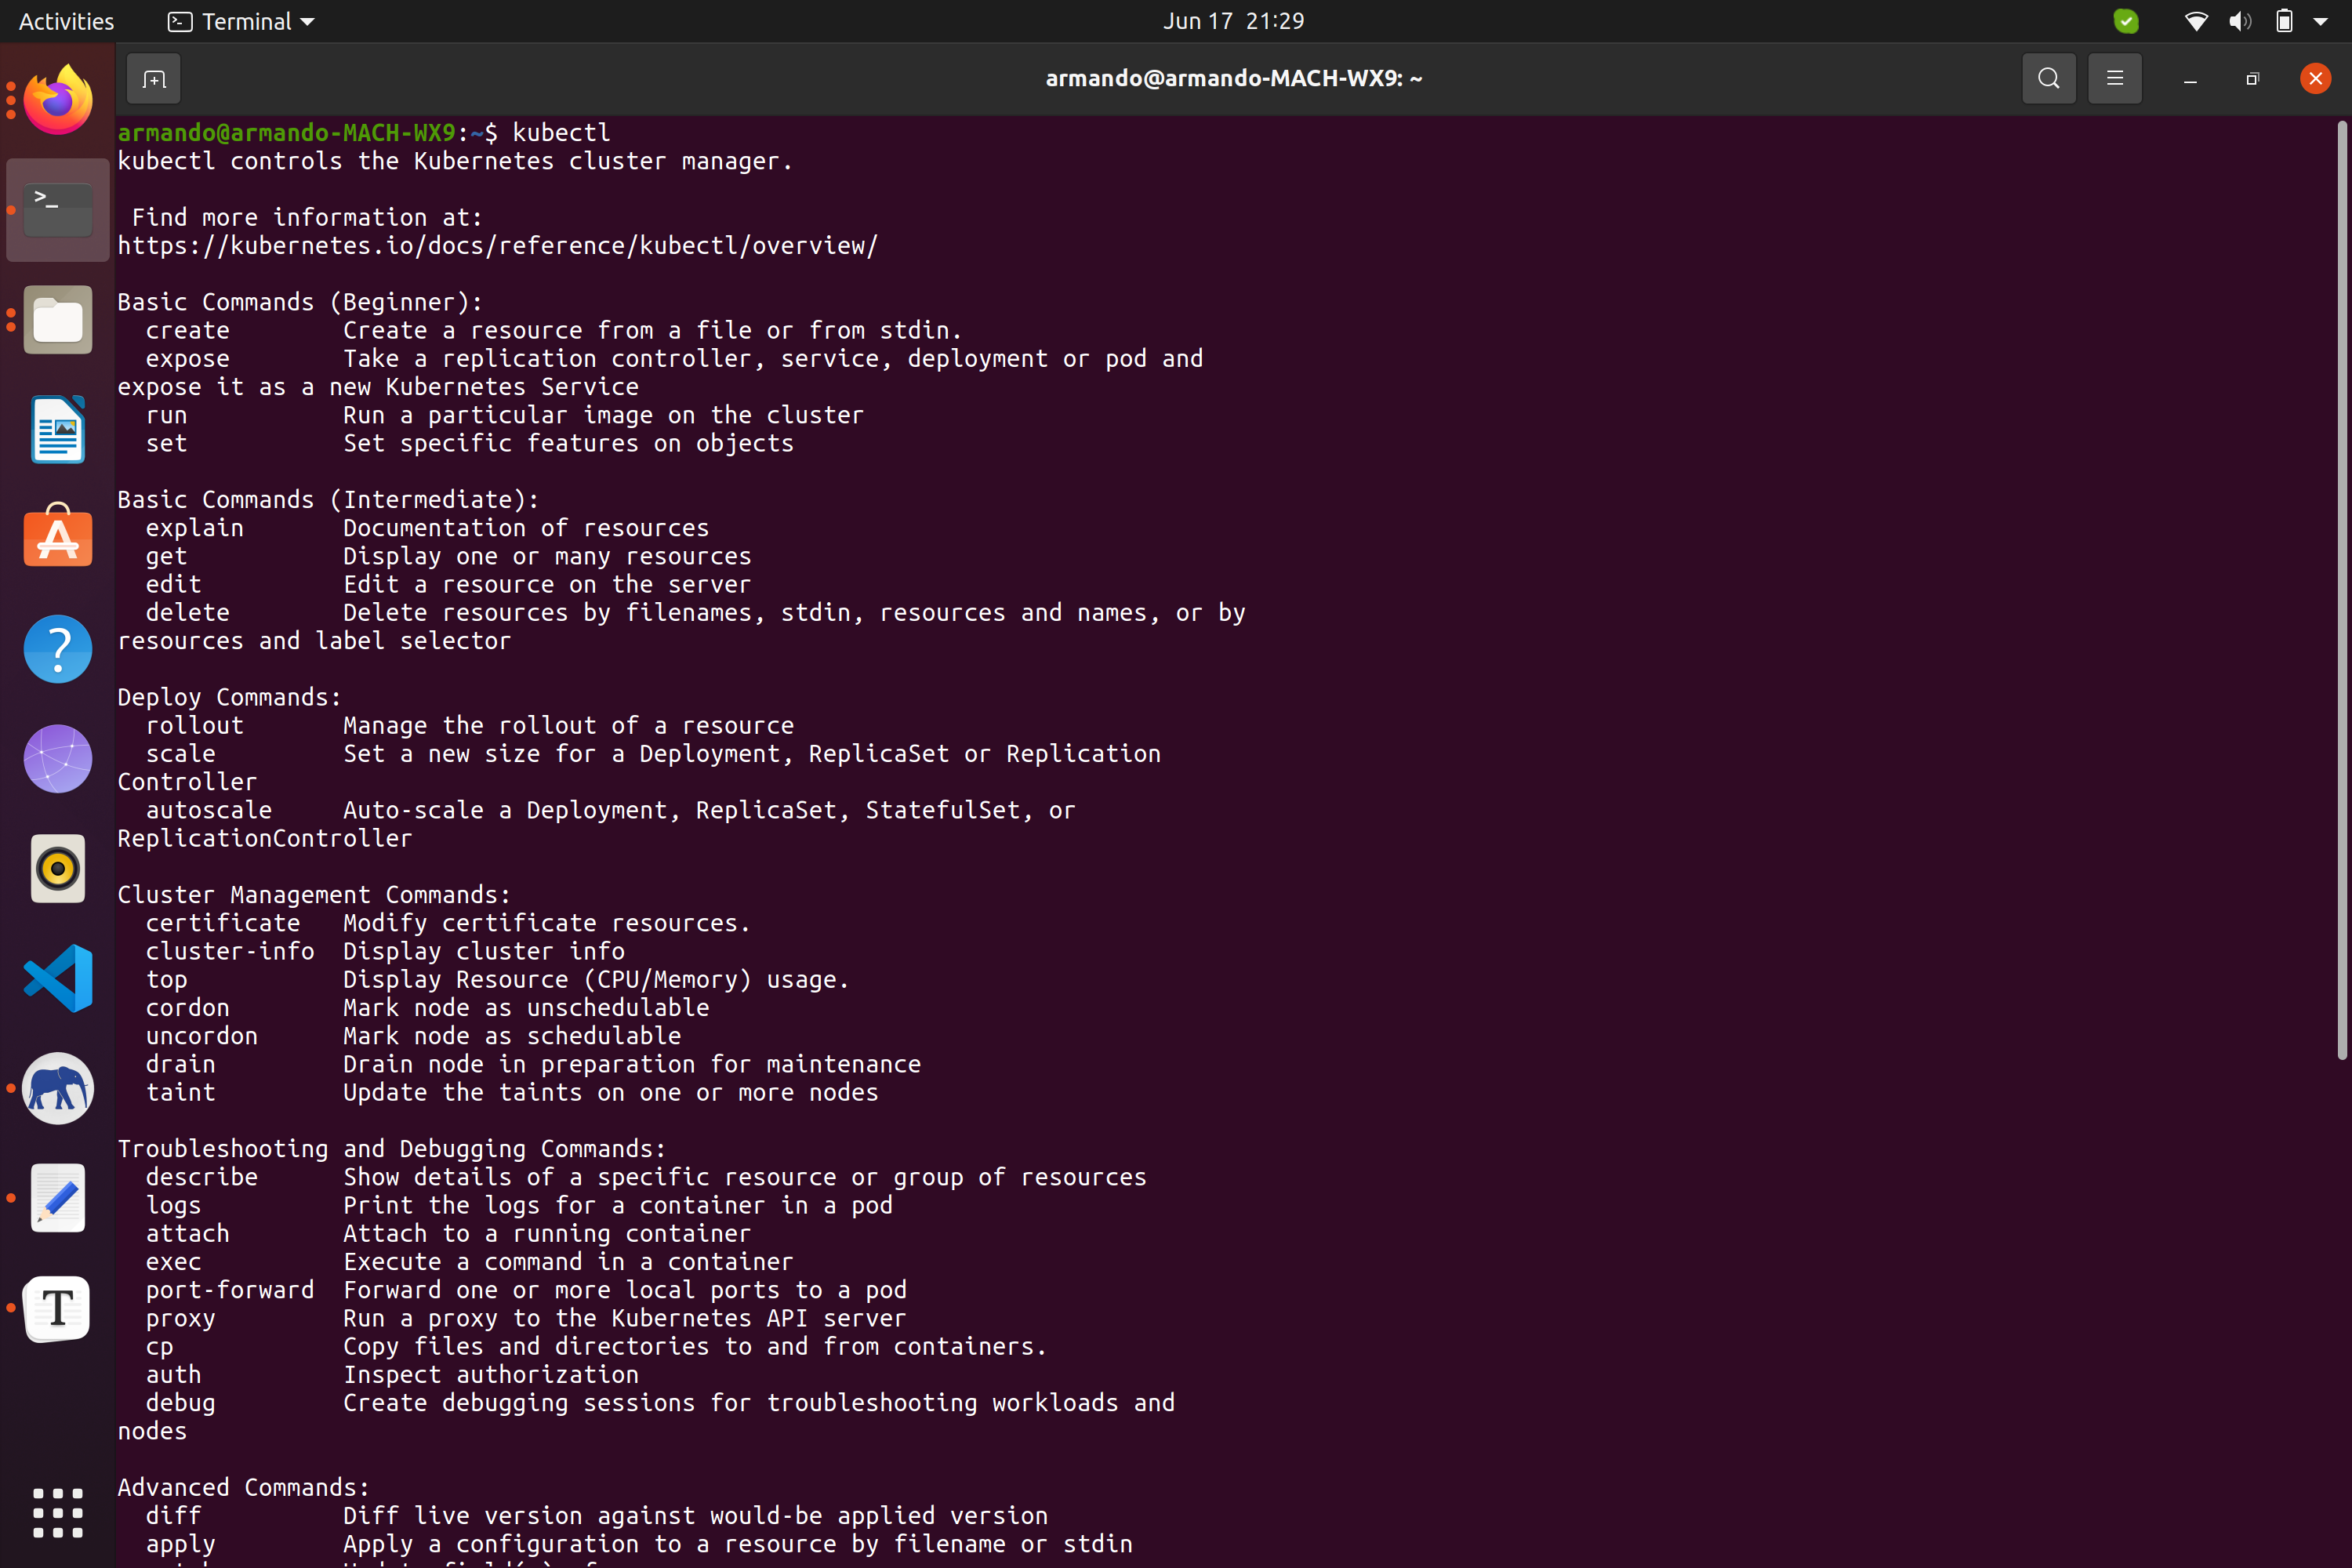 Activities
Terminal
Jun 17 21:29
armando@armando-MACH-WX9: ~
armando@armando-MACH-WX9:~$ kubectl
kubectl controls the Kubernetes cluster manager.
Find more information at:
https://kubernetes.io/docs/reference/kubectl/overview/
Basic Commands (Beginner):
create Create a resource from a file or from stdin.
expose Take a replication controller, service, deployment or pod and
expose it as a new Kubernetes Service
run Run a particular image on the cluster
set Set specific features on objects
Basic Commands (Intermediate):
explain Documentation of resources
get Display one or many resources
edit Edit a resource on the server
delete Delete resources by filenames, stdin, resources and names, or by
resources and label selector
Deploy Commands:
rollout Manage the rollout of a resource
scale Set a new size for a Deployment, ReplicaSet or Replication
Controller
autoscale Auto-scale a Deployment, ReplicaSet, StatefulSet, or
ReplicationController
Cluster Management Commands:
certificate Modify certificate resources.
cluster-info Display cluster info
top Display Resource (CPU/Memory) usage.
cordon Mark node as unschedulable
uncordon Mark node as schedulable
drain Drain node in preparation for maintenance
taint Update the taints on one or more nodes
Troubleshooting and Debugging Commands:
describe Show details of a specific resource or group of resources
logs Print the logs for a container in a pod
attach Attach to a running container
exec Execute a command in a container
port-forward Forward one or more local ports to a pod
proxy Run a proxy to the Kubernetes API server
cp Copy files and directories to and from containers.
auth Inspect authorization
debug Create debugging sessions for troubleshooting workloads and
nodes
Advanced Commands:
diff Diff live version against would-be applied version
apply Apply a configuration to a resource by filename or stdin